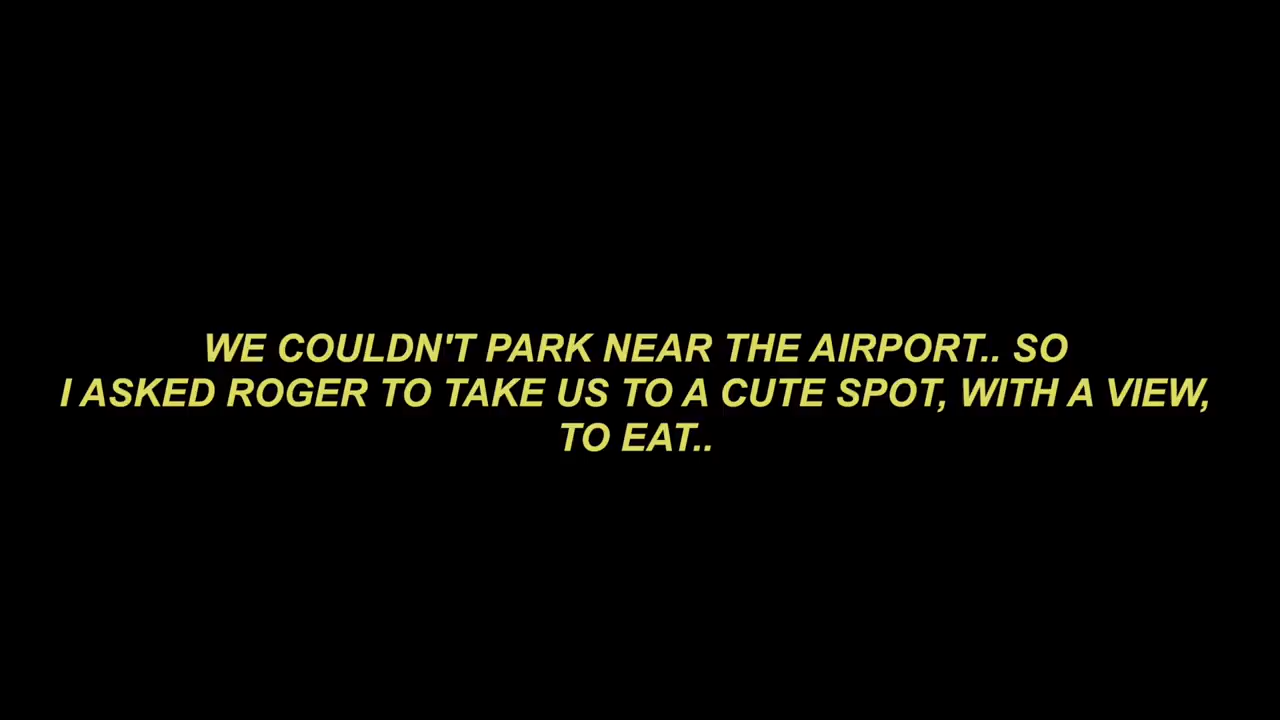 WE COULDN'T PARK NEAR THE AIRPORT.. SO
I ASKED ROGER TO TAKE US TO A CUTE SPOT, WITH A VIEW,
TO EAT..